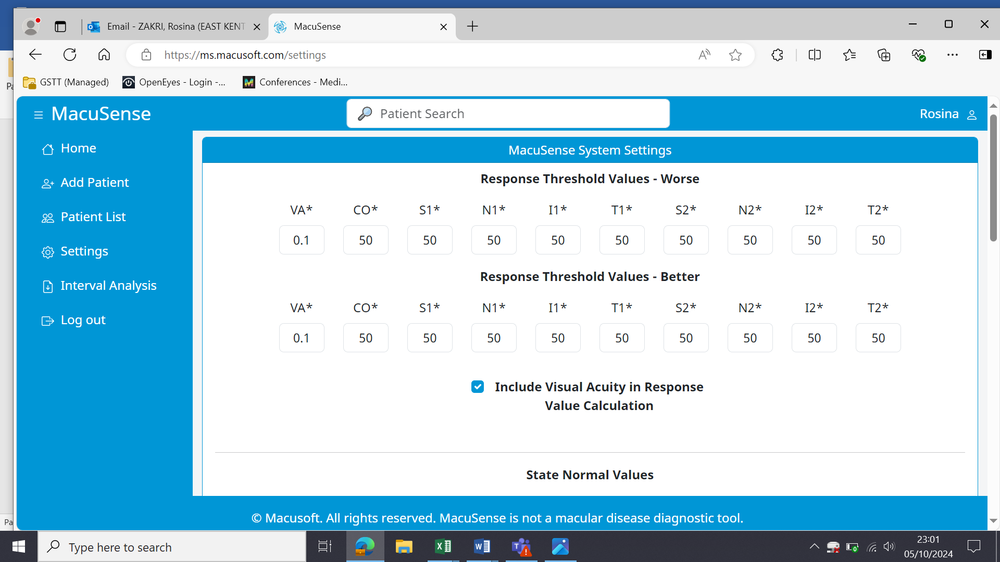 Email - ZAKRI, Rosina (EAST KENT
MacuSense
https://ms.macusoft.com/settings
GSTT (Managed)
OpenEyes - Login -...
Conferences - Medi...
Pa
MacuSense
Patient Search
Rosina
Home
Add Patient
Patient List
Settings
Interval Analysis
Log out
MacuSense System Settings
Response Threshold Values - Worse
VA* CO* S1* N1* I1* T1* S2* N2* I2* T2*
0.1 50 50 50 50 50 50 50 50 50
Response Threshold Values - Better
VA* CO* S1* N1* I1* T1* S2* N2* I2* T2*
0.1 50 50 50 50 50 50 50 50 50
Include Visual Acuity in Response
Value Calculation
State Normal Values
© Macusoft. All rights reserved. MacuSense is not a macular disease diagnostic tool.
Pa
Type here to search
23:01
05/10/2024